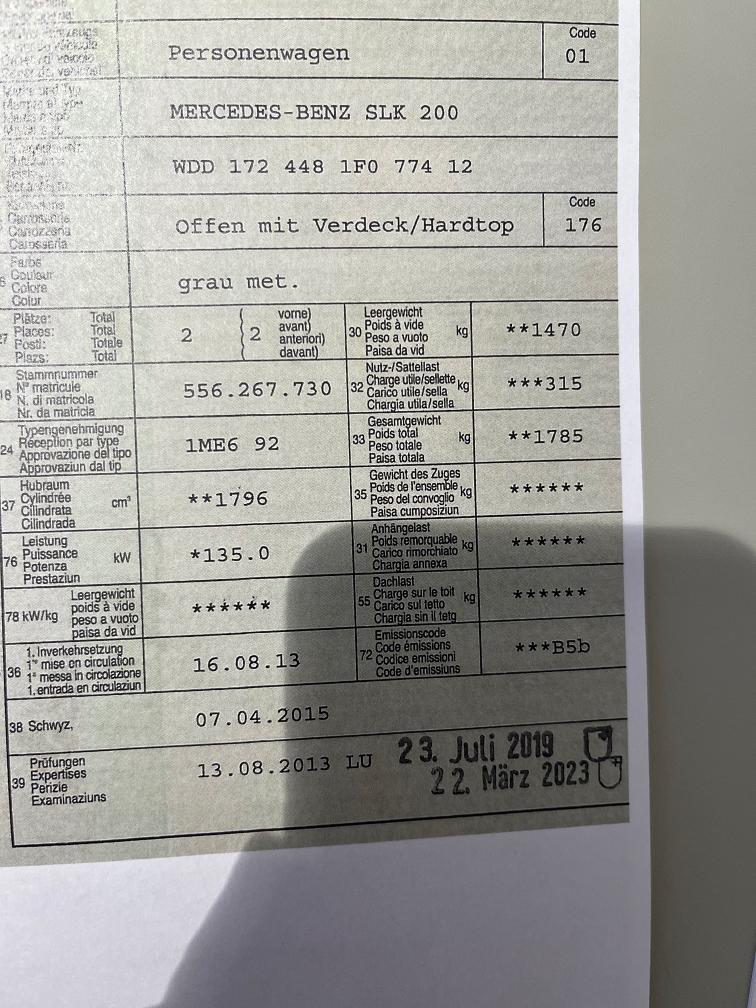 Code
Personenwagen 01
MERCEDES-BENZ SLK 200
WDD 172 448 1F0 774 12
Code
Carrosserie
Carrozzeria
Carossaria
Offen mit Verdeck/Hardtop 176
Farbe
Couleur
Colore
Colur
grau met.
27 Plätze: Total
Places: Total
Posti: Totale
Plazs: Total
2 { 2 vorne)
avant)
anteriori)
davant)
30 Leergewicht
Poids à vide
Peso a vuoto
Paisa da vid
kg **1470
18 Stammnummer
N° matricule
N. di matricola
Nr. da matricla
556.267.730
32 Nutz-/Sattellast
Charge utile/sellette
Carico utile/sella
Chargia utila/sella
kg ***315
24 Typengenehmigung
Réception par type
Approvazione del tipo
Approvaziun dal tip
1ME6 92
33 Gesamtgewicht
Poids total
Peso totale
Paisa totala
kg **1785
37 Hubraum
Cylindrée
Cilindrata
Cilindrada
cm³ **1796
35 Gewicht des Zuges
Poids de l'ensemble
Peso del convoglio
Paisa cumposiziun
kg ******
76 Leistung
Puissance
Potenza
Prestaziun
kW *135.0
31 Anhängelast
Poids remorquable
Carico rimorchiato
Chargia annexa
kg ******
78 kW/kg Leergewicht
poids à vide
peso a vuoto
paisa da vid
******
55 Dachlast
Charge sur le toit
Carico sul tetto
Chargia sin il tetg
kg ******
36 1. Inverkehrsetzung
1re mise en circulation
1a messa in circolazione
1. entrada en circulaziun
16.08.13
72 Emissionscode
Code émissions
Codice emissioni
Code d'emissiuns
***B5b
38 Schwyz, 07.04.2015
39 Prüfungen
Expertises
Perizie
Examinaziuns
13.08.2013 LU 23. Juli 2019
22. März 2023